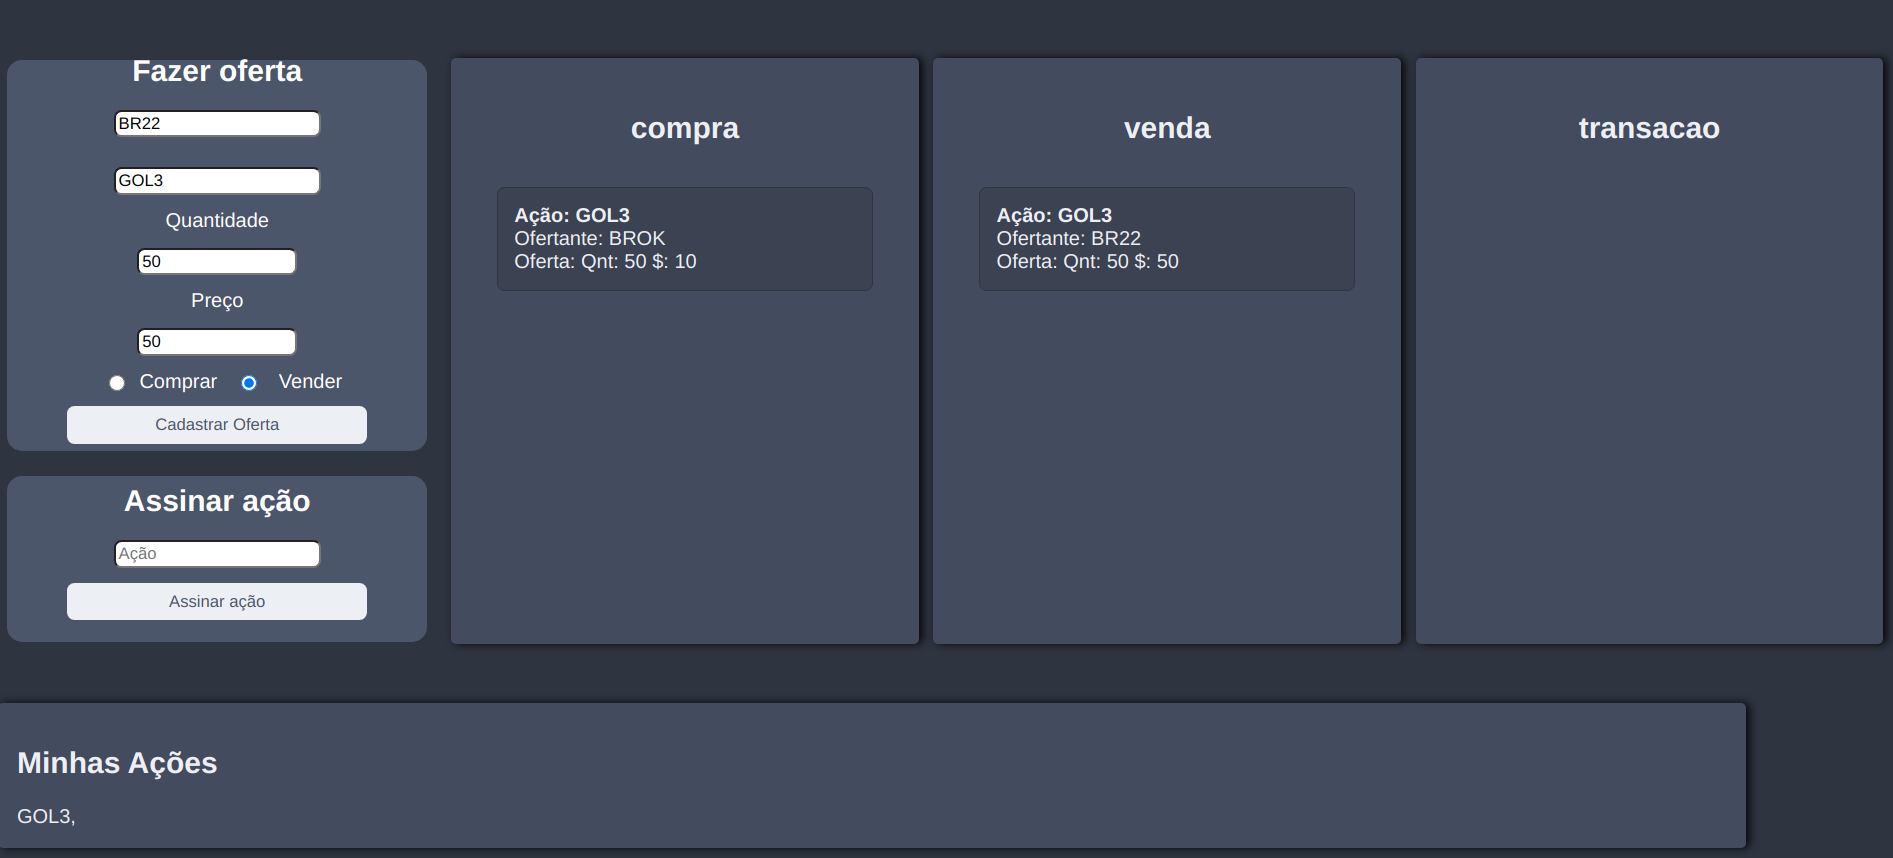 Fazer oferta
BR22
GOL3
Quantidade
50
Preço
50
Comprar Vender
Cadastrar Oferta
Assinar ação
Ação
Assinar ação
compra
Ação: GOL3
Ofertante: BROK
Oferta: Qnt: 50 $: 10
venda
Ação: GOL3
Ofertante: BR22
Oferta: Qnt: 50 $: 50
transacao
Minhas Ações
GOL3,